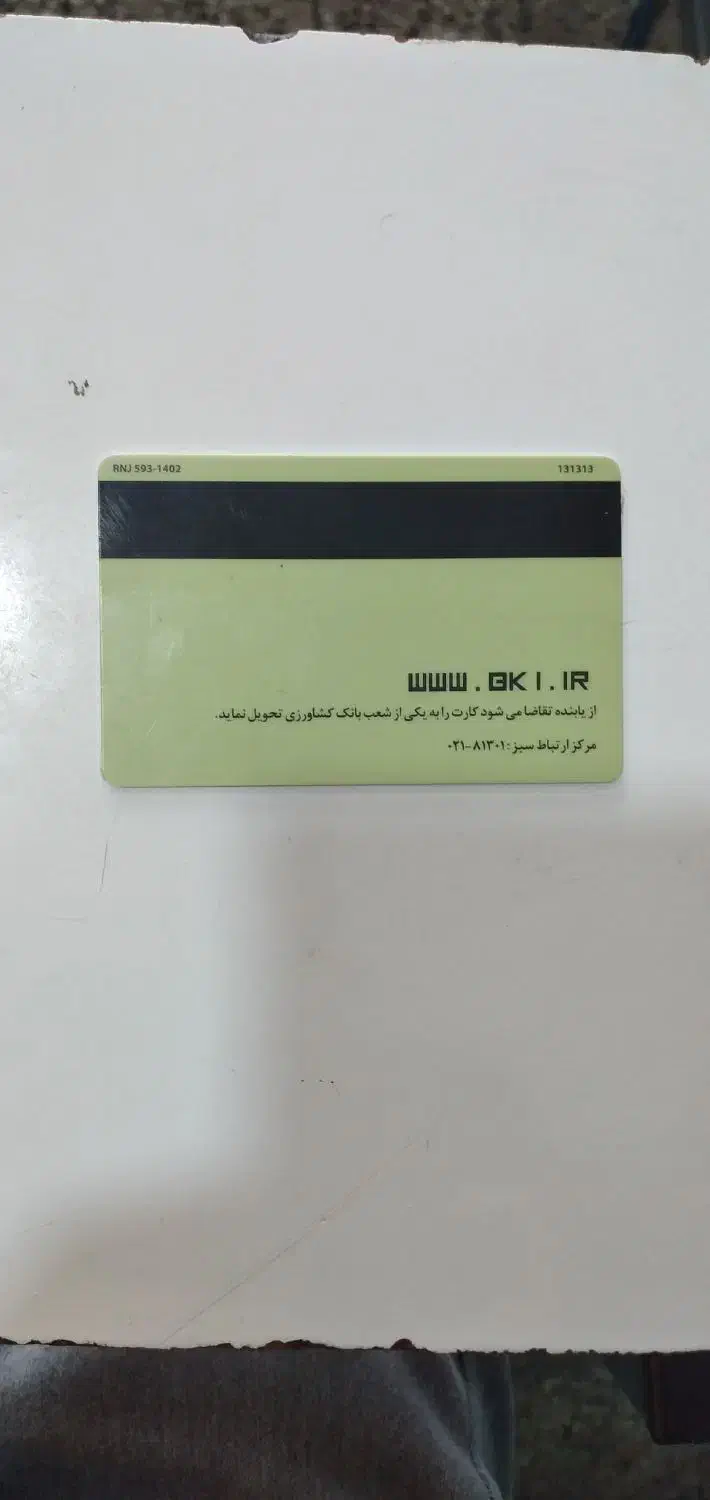 RNJ 593-1402 131313
WWW.BKI.IR
از یابنده تقاضا می شود کارت را به یکی از شعب بانک کشاورزی تحویل نماید.
مرکز ارتباط سبز : ۸۱۳۰۱-۰۲۱